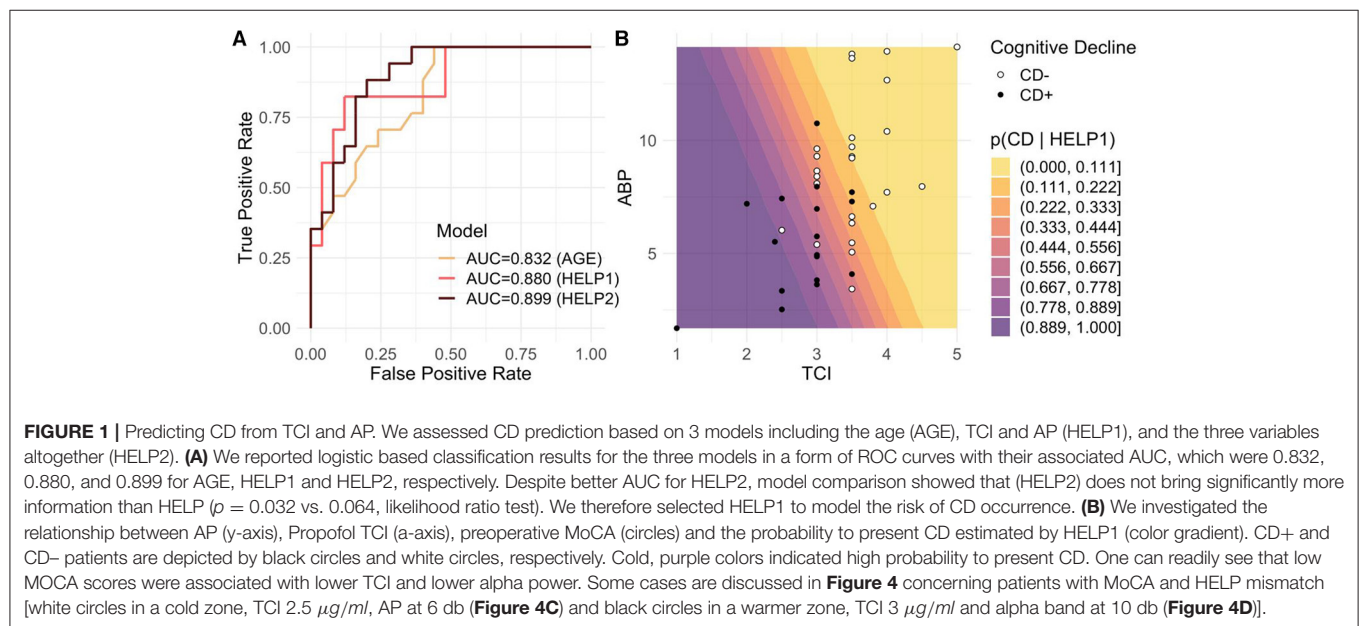 A
1.00
0.75
0.50
0.25
0.00
True Positive Rate
Model
AUC=0.832 (AGE)
AUC=0.880 (HELP1)
AUC=0.899 (HELP2)
0.00 0.25 0.50 0.75 1.00
False Positive Rate
B
10
5
ABP
1 2 3 4 5
TCI
Cognitive Decline
CD-
CD+
p(CD | HELP1)
(0.000, 0.111]
(0.111, 0.222]
(0.222, 0.333]
(0.333, 0.444]
(0.444, 0.556]
(0.556, 0.667]
(0.667, 0.778]
(0.778, 0.889]
(0.889, 1.000]
FIGURE 1 | Predicting CD from TCI and AP. We assessed CD prediction based on 3 models including the age (AGE), TCI and AP (HELP1), and the three variables
altogether (HELP2). (A) We reported logistic based classification results for the three models in a form of ROC curves with their associated AUC, which were 0.832,
0.880, and 0.899 for AGE, HELP1 and HELP2, respectively. Despite better AUC for HELP2, model comparison showed that (HELP2) does not bring significantly more
information than HELP (p = 0.032 vs. 0.064, likelihood ratio test). We therefore selected HELP1 to model the risk of CD occurrence. (B) We investigated the
relationship between AP (y-axis), Propofol TCI (a-axis), preoperative MoCA (circles) and the probability to present CD estimated by HELP1 (color gradient). CD+ and
CD– patients are depicted by black circles and white circles, respectively. Cold, purple colors indicated high probability to present CD. One can readily see that low
MOCA scores were associated with lower TCI and lower alpha power. Some cases are discussed in Figure 4 concerning patients with MoCA and HELP mismatch
[white circles in a cold zone, TCI 2.5 μg/ml, AP at 6 db (Figure 4C) and black circles in a warmer zone, TCI 3 μg/ml and alpha band at 10 db (Figure 4D)].